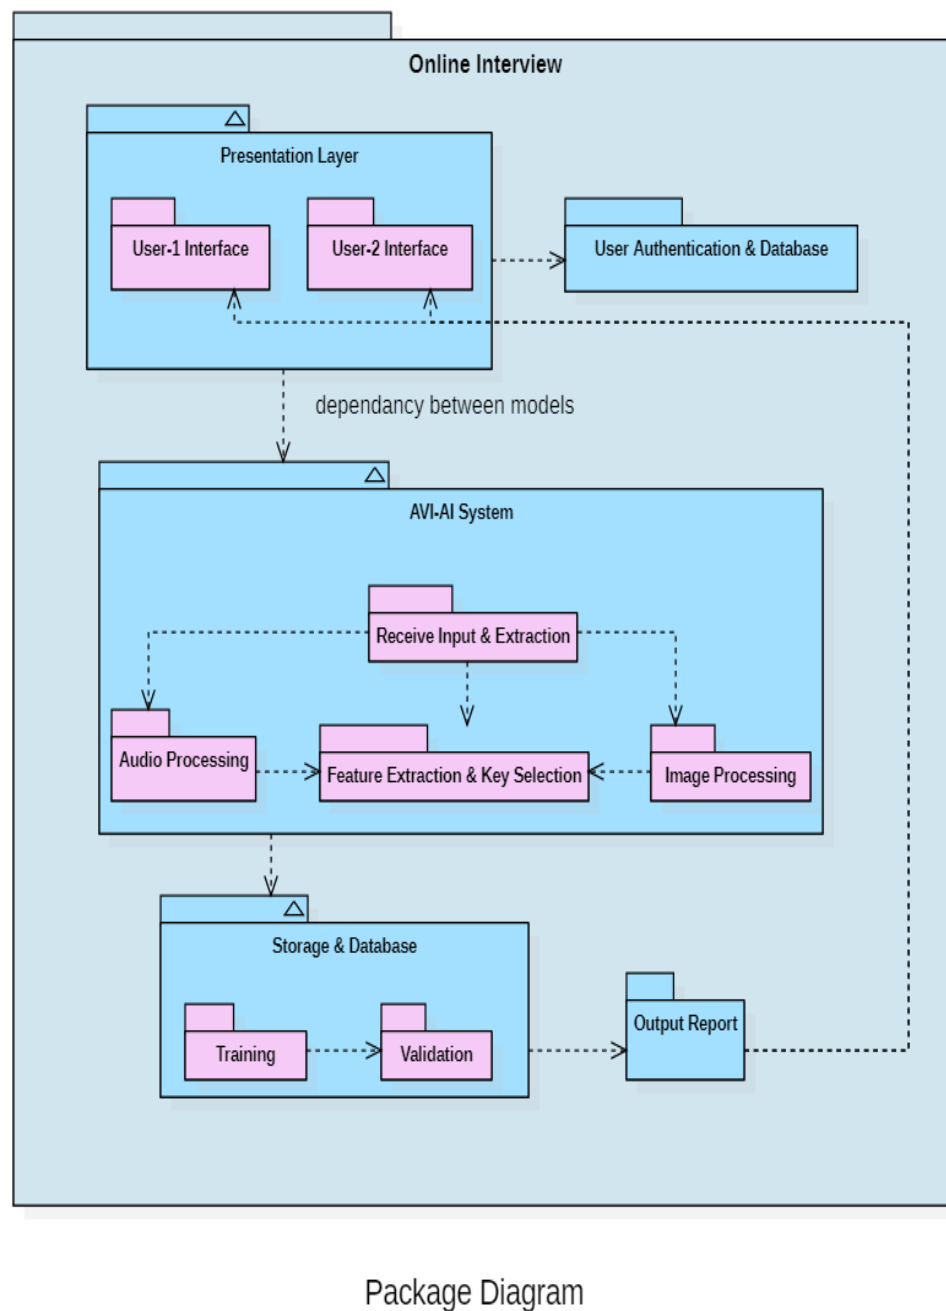 Online Interview
Presentation Layer
User-1 Interface
User-2 Interface
User Authentication & Database
dependancy between models
AVI-AI System
Receive Input & Extraction
Audio Processing
Feature Extraction & Key Selection
Image Processing
Storage & Database
Training
Validation
Output Report
Package Diagram